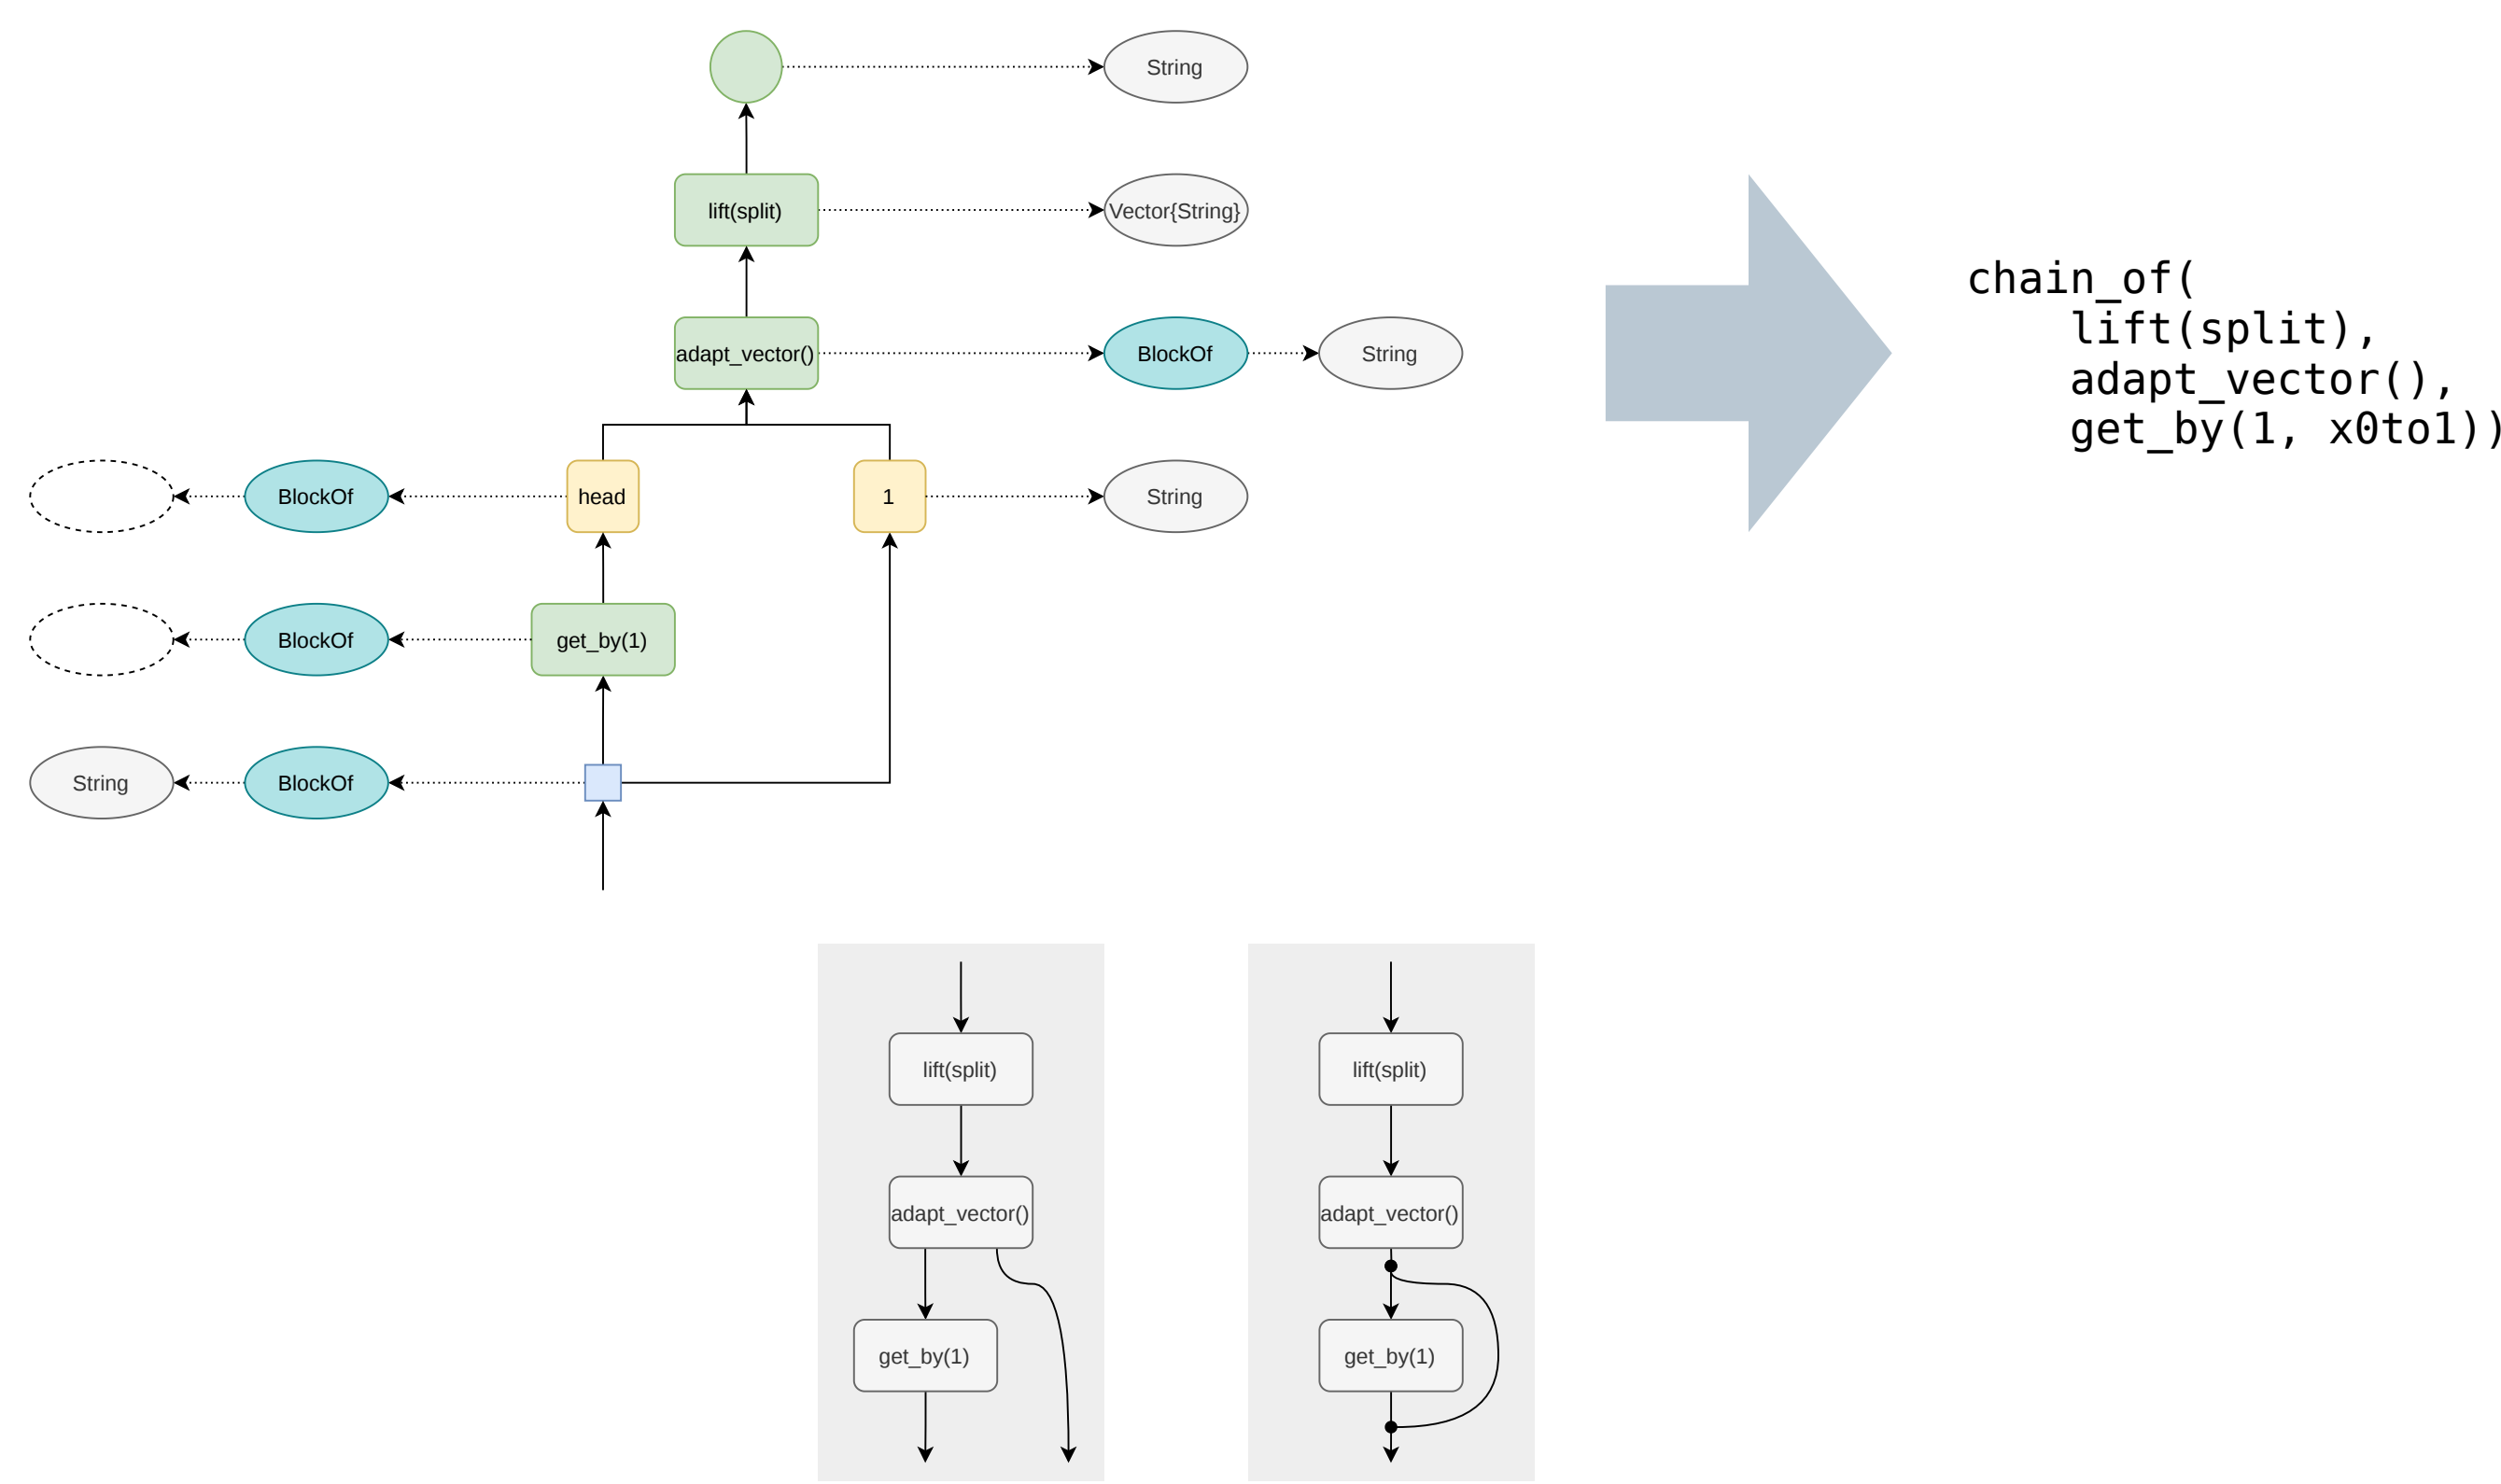 String
lift(split)
Vector{String}
adapt_vector()
BlockOf
String
BlockOf
head
1
String
BlockOf
get_by(1)
String
BlockOf
chain_of(
    lift(split),
    adapt_vector(),
    get_by(1, x0to1))
lift(split)
adapt_vector()
get_by(1)
lift(split)
adapt_vector()
get_by(1)